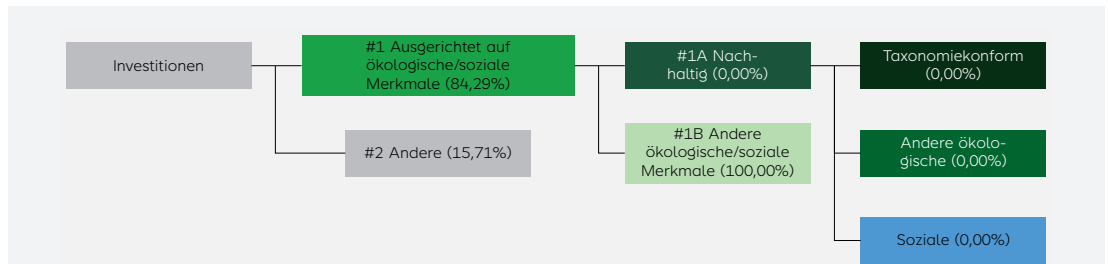 Investitionen
#1 Ausgerichtet auf
ökologische/soziale
Merkmale (84,29%)
#1A Nach-
haltig (0,00%)
Taxonomiekonform
(0,00%)
#2 Andere (15,71%)
#1B Andere
ökologische/soziale
Merkmale (100,00%)
Andere ökolo-
gische (0,00%)
Soziale (0,00%)